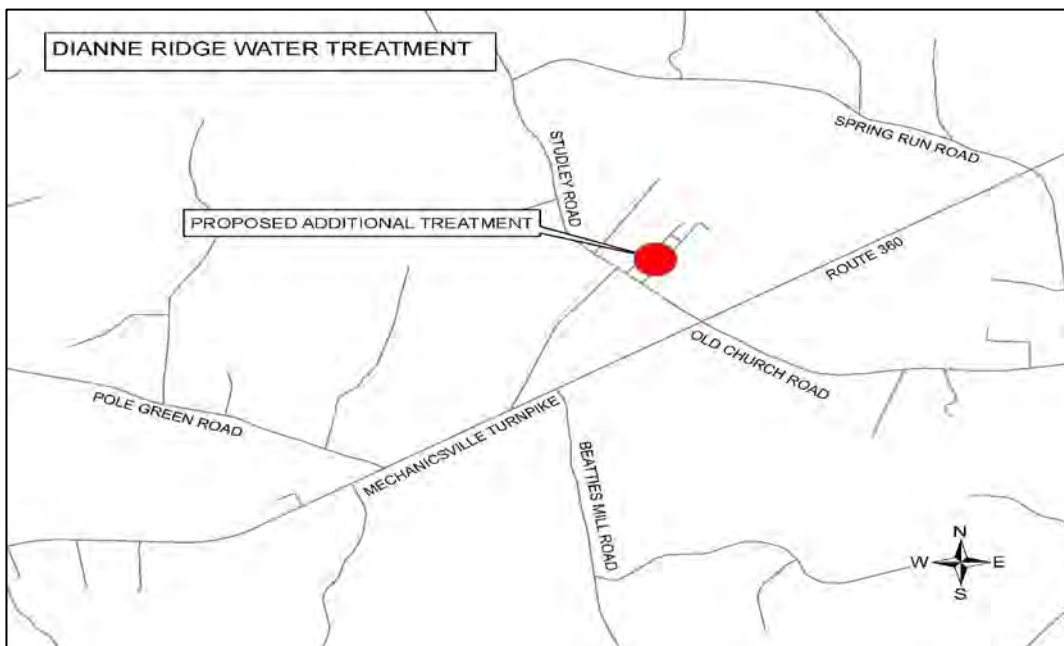 DIANNE RIDGE WATER TREATMENT
STUDLEY ROAD
SPRING RUN ROAD
PROPOSED ADDITIONAL TREATMENT
ROUTE 360
OLD CHURCH ROAD
POLE GREEN ROAD
MECHANICSVILLE TURNPIKE
BEATTIES MILL ROAD
N
W E
S